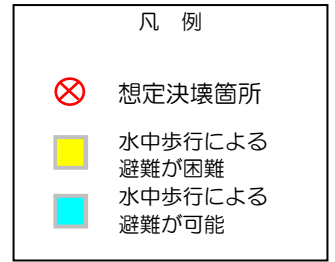 凡　例
想定決壊箇所
水中歩行による
避難が困難
水中歩行による
避難が可能